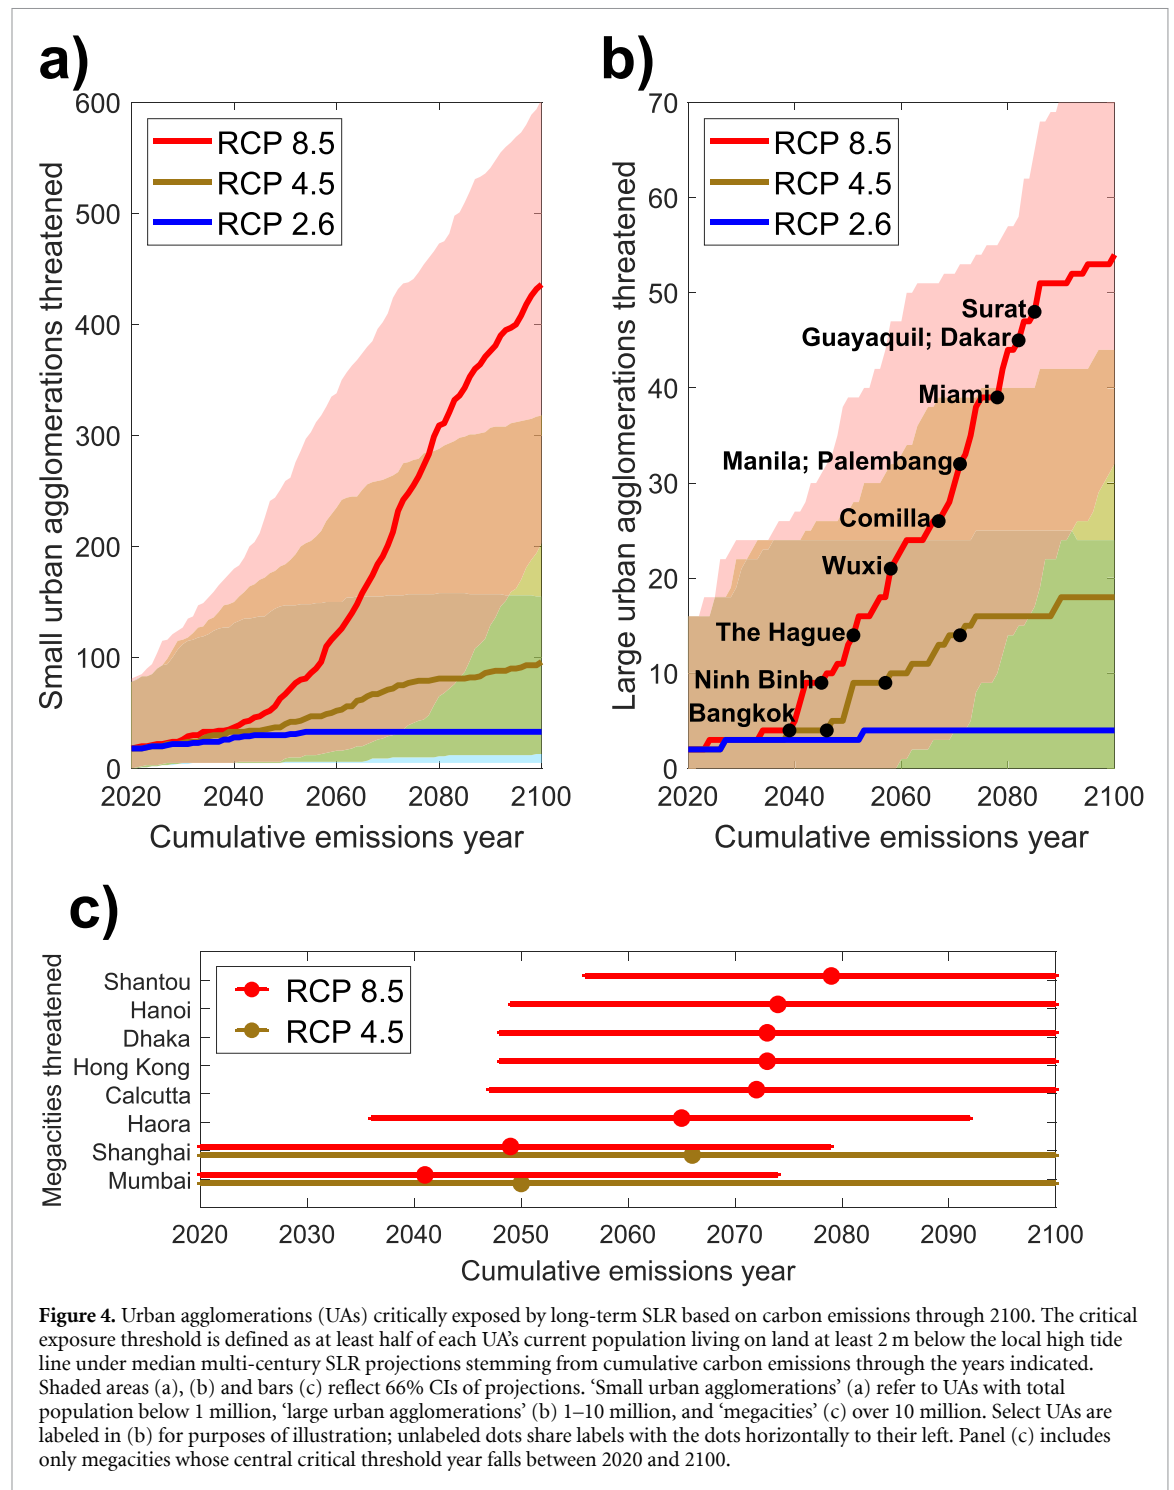 a)
600
500
400
300
200
100
0
Small urban agglomerations threatened
RCP 8.5
RCP 4.5
RCP 2.6
2020 2040 2060 2080 2100
Cumulative emissions year
b)
70
60
50
40
30
20
10
0
Large urban agglomerations threatened
RCP 8.5
RCP 4.5
RCP 2.6
Surat
Guayaquil; Dakar
Miami
Manila; Palembang
Comilla
Wuxi
The Hague
Ninh Binh
Bangkok
2020 2040 2060 2080 2100
Cumulative emissions year
c)
Megacities threatened
Shantou
Hanoi
Dhaka
Hong Kong
Calcutta
Haora
Shanghai
Mumbai
RCP 8.5
RCP 4.5
2020 2030 2040 2050 2060 2070 2080 2090 2100
Cumulative emissions year
Figure 4. Urban agglomerations (UAs) critically exposed by long-term SLR based on carbon emissions through 2100. The critical
exposure threshold is defined as at least half of each UA's current population living on land at least 2 m below the local high tide
line under median multi-century SLR projections stemming from cumulative carbon emissions through the years indicated.
Shaded areas (a), (b) and bars (c) reflect 66% CIs of projections. ‘Small urban agglomerations’ (a) refer to UAs with total
population below 1 million, ‘large urban agglomerations’ (b) 1–10 million, and ‘megacities’ (c) over 10 million. Select UAs are
labeled in (b) for purposes of illustration; unlabeled dots share labels with the dots horizontally to their left. Panel (c) includes
only megacities whose central critical threshold year falls between 2020 and 2100.